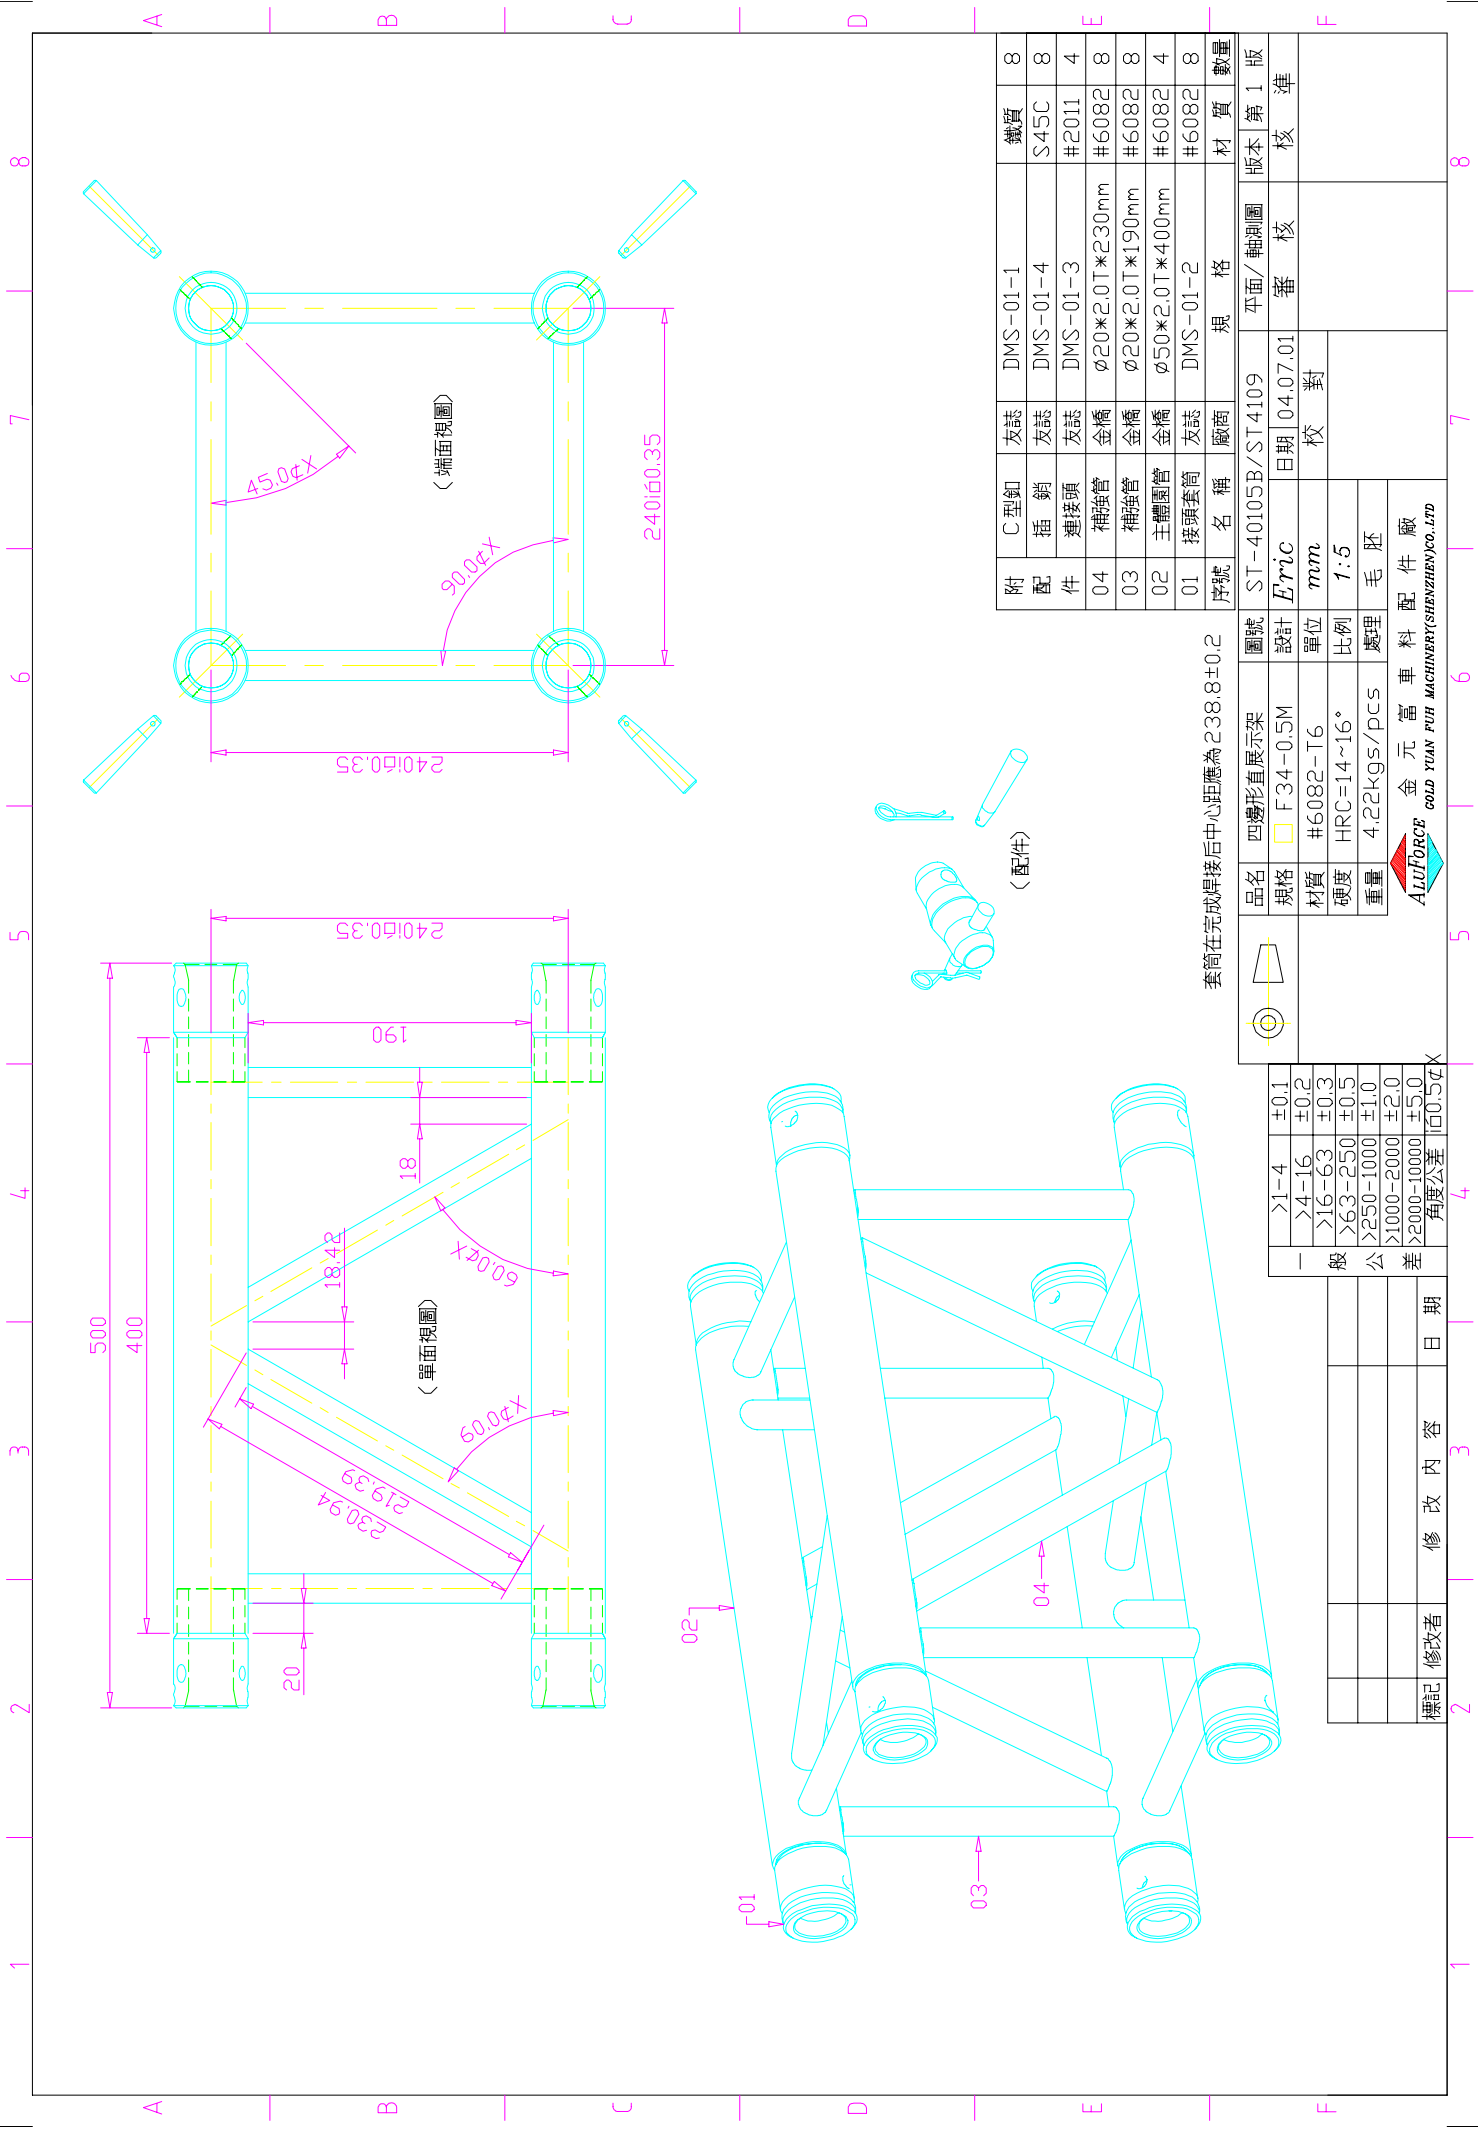 1 2 3 4 5 6 7 8
A B C D E F
500
400
20
18.42
18
190
240ïб0.35
219.39
230.94
60.0¢X
60.0¢X
(單面視圖)
240ïб0.35
240ïб0.35
45.0¢X
90.0¢X
(端面視圖)
(配件)
01
02
03
04
套筒在完成焊接后中心距應為238.8±0.2
附 C型釦 友誌 DMS-01-1 鐵質 8
配 插 銷 友誌 DMS-01-4 S45C 8
件 連接頭 友誌 DMS-01-3 #2011 4
04 補強管 金橋 ø20*2.0T*230mm #6082 8
03 補強管 金橋 ø20*2.0T*190mm #6082 8
02 主體園管 金橋 ø50*2.0T*400mm #6082 4
01 接頭套筒 友誌 DMS-01-2 #6082 8
序號 名 稱 廠商 規 格 材 質 數量
品名 四邊形直展示架 圖號 ST-40105B/ST4109 平面/軸測圖 版本 第 1 版
規格 F34-0.5M 設計 Eric 日期 04.07.01 審 核 核 準
材質 #6082-T6 單位 mm 校 對
硬度 HRC=14~16° 比例 1:5
重量 4.22kgs/pcs 處理 毛 胚
ALUFORCE 金 元 富 車 料 配 件 廠
GOLD YUAN FUH MACHINERY(SHENZHEN)CO.LTD
一 般 公 差
>1-4 ±0.1
>4-16 ±0.2
>16-63 ±0.3
>63-250 ±0.5
>250-1000 ±1.0
>1000-2000 ±2.0
>2000-10000 ±5.0
角度公差 ïб0.5¢X
標記 修改者 修 改 內 容 日 期
1 2 3 4 5 6 7 8
A B C D E F